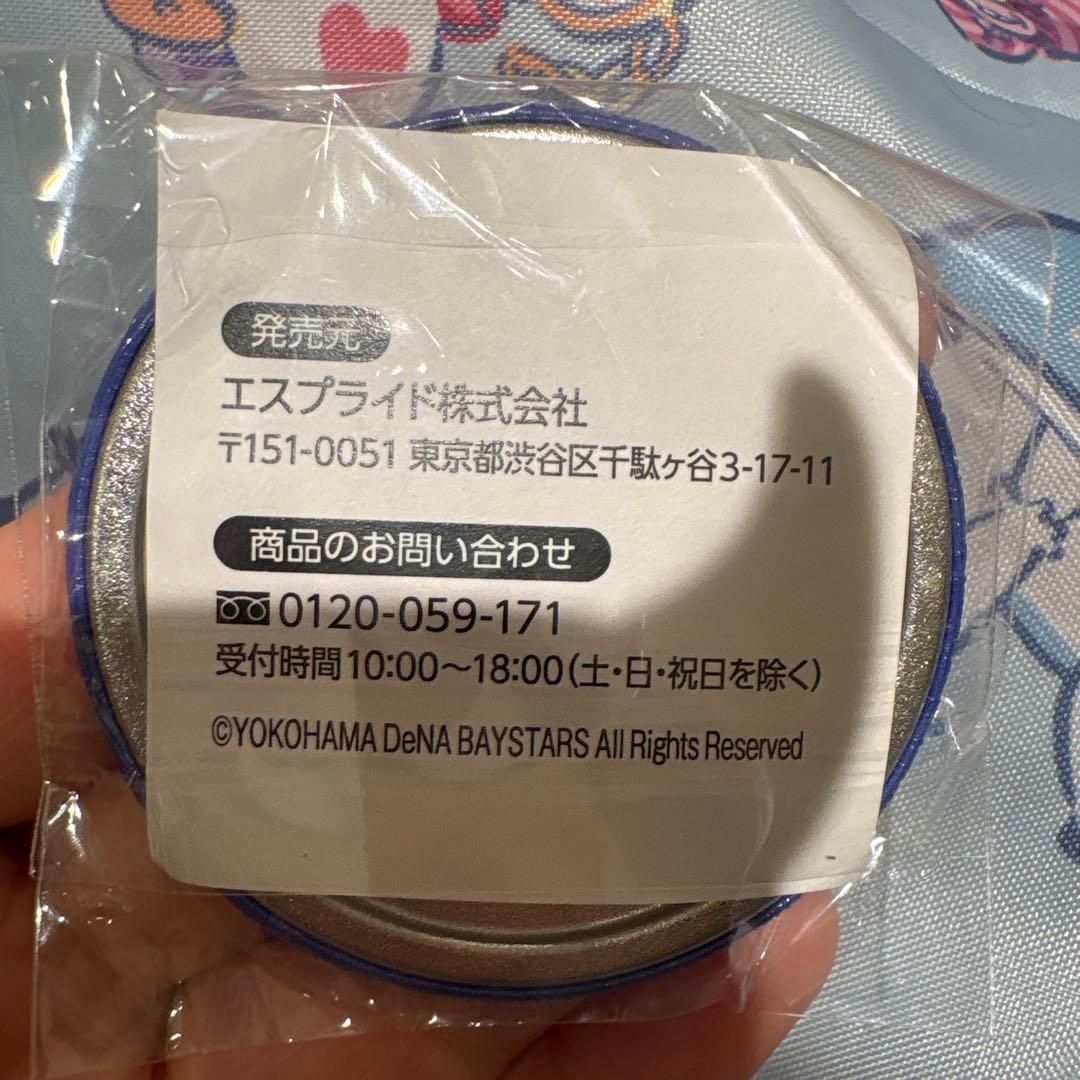 発売元
エスプライド株式会社
〒151-0051 東京都渋谷区千駄ヶ谷3-17-11
商品のお問い合わせ
0120-059-171
受付時間10:00〜18:00(土・日・祝日を除く)
©YOKOHAMA DeNA BAYSTARS All Rights Reserved